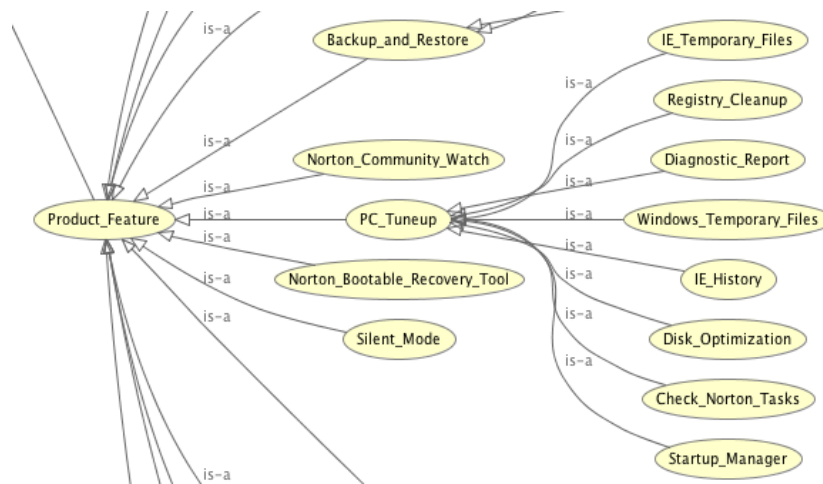 is-a
Backup_and_Restore
IE_Temporary_Files
is-a
Registry_Cleanup
is-a
is-a
Norton_Community_Watch
is-a
Diagnostic_Report
is-a
is-a
Product_Feature
is-a
PC_Tuneup
is-a
Windows_Temporary_Files
is-a
is-a
Norton_Bootable_Recovery_Tool
is-a
is-a
IE_History
is-a
is-a
Silent_Mode
Disk_Optimization
is-a
Check_Norton_Tasks
Startup_Manager
is-a